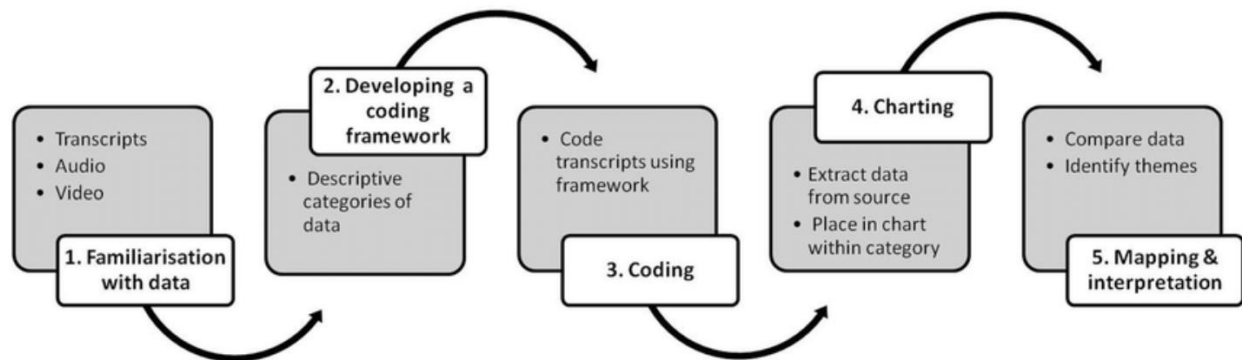 • Transcripts
• Audio
• Video
1. Familiarisation
with data
2. Developing a
coding
framework
• Descriptive
categories of
data
• Code
transcripts using
framework
3. Coding
4. Charting
• Extract data
from source
• Place in chart
within category
• Compare data
• Identify themes
5. Mapping &
interpretation